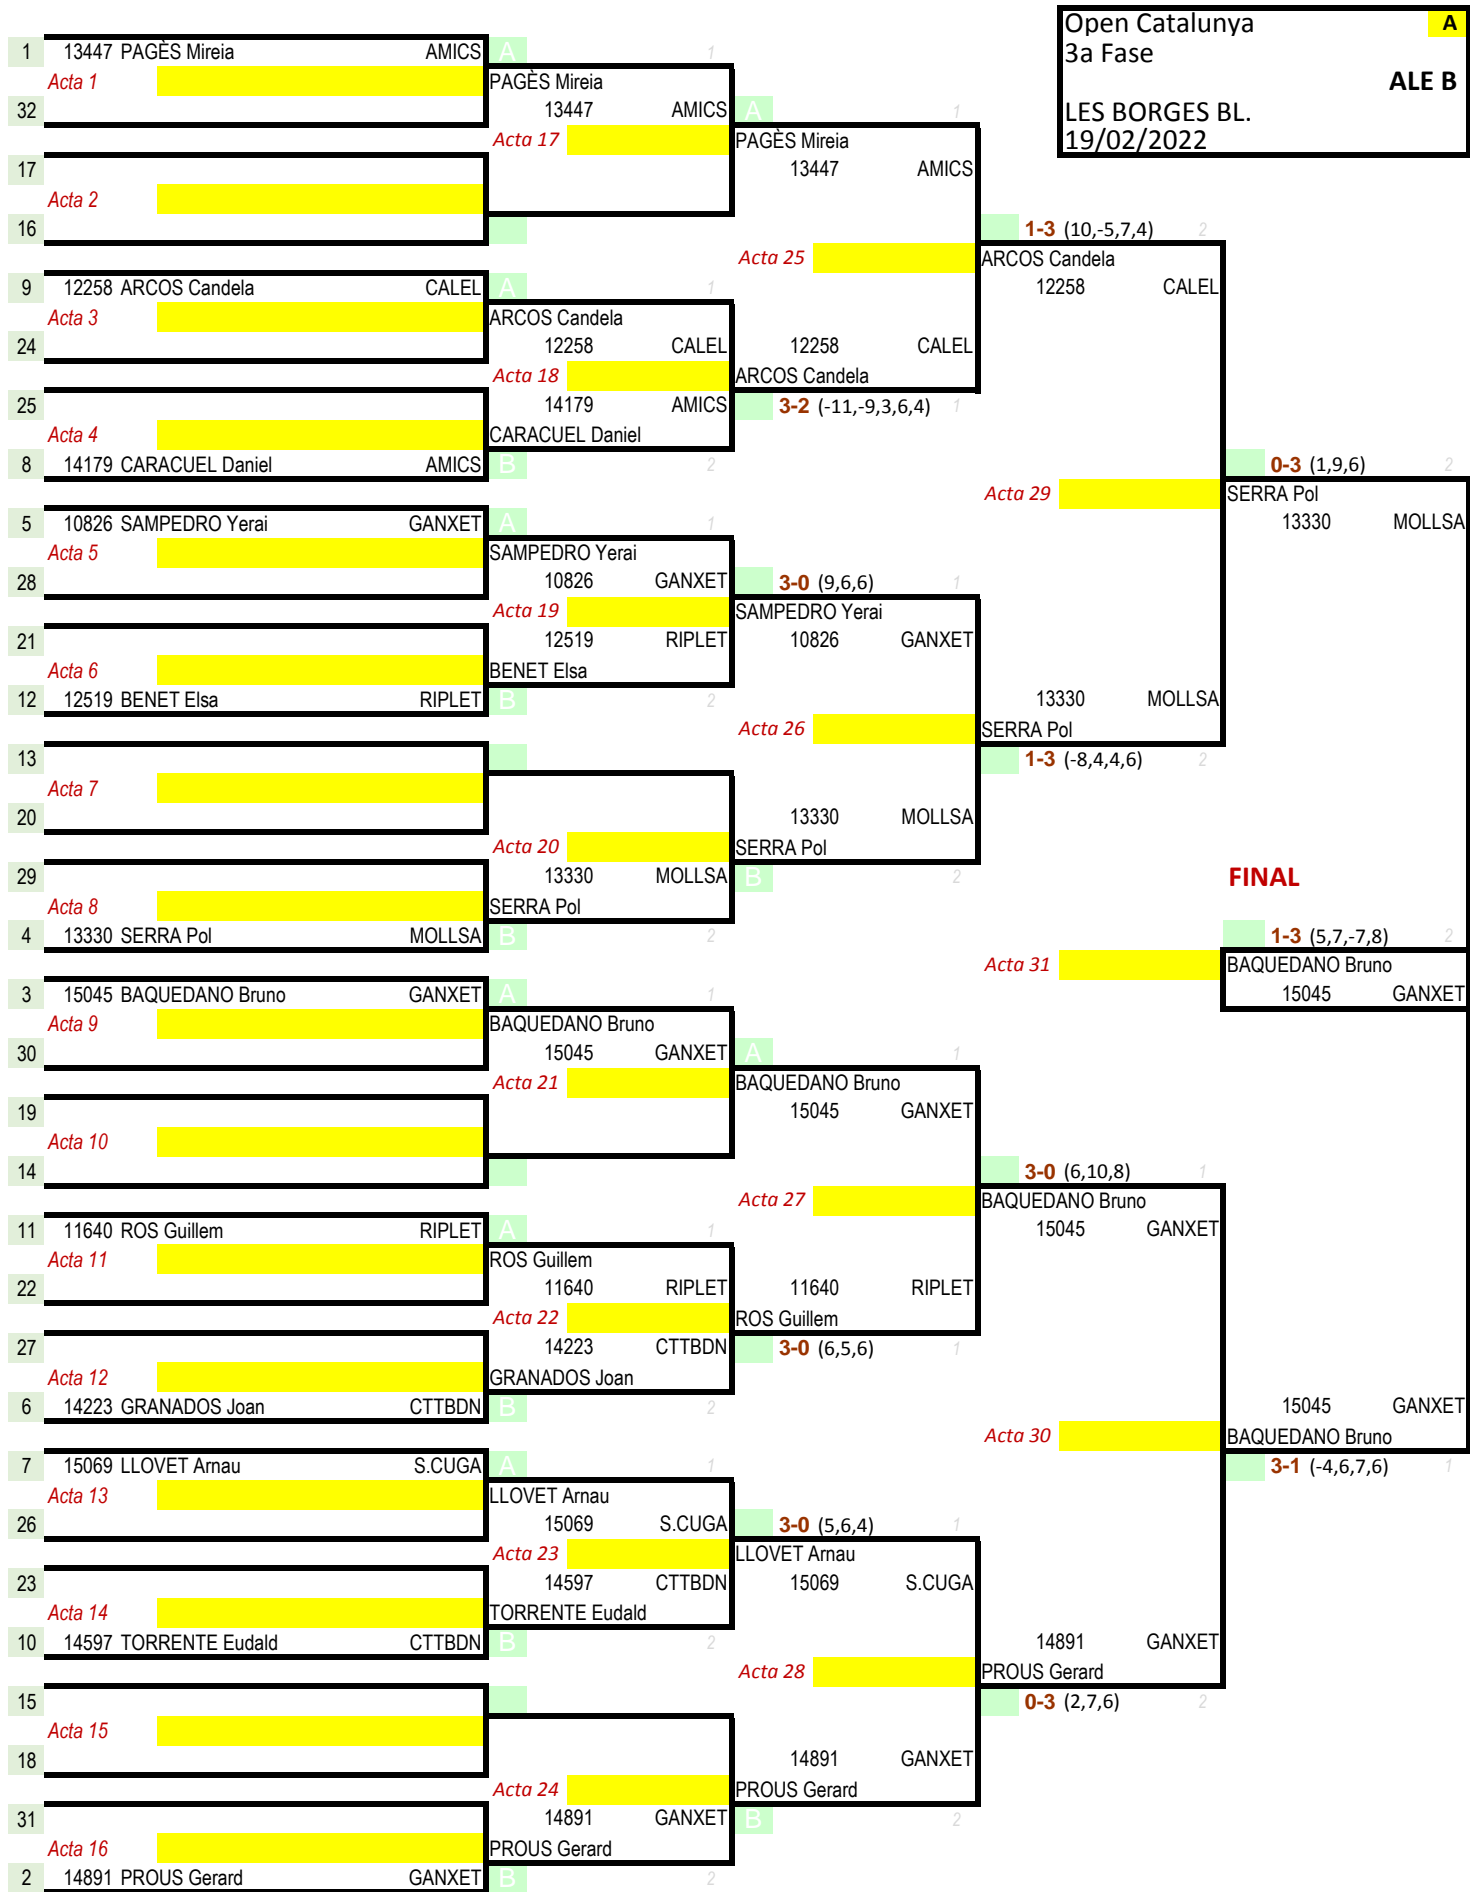 Open Catalunya A
3a Fase
ALE B
LES BORGES BL.
19/02/2022
1 13447 PAGÈS Mireia AMICS A 1
Acta 1 PAGÈS Mireia
32 13447 AMICS A 1
Acta 17 PAGÈS Mireia
17 13447 AMICS
Acta 2
16 1-3 (10,-5,7,4) 2
Acta 25 ARCOS Candela
9 12258 ARCOS Candela CALEL A 1 12258 CALEL
Acta 3 ARCOS Candela
24 12258 CALEL 12258 CALEL
Acta 18 ARCOS Candela
25 14179 AMICS 3-2 (-11,-9,3,6,4) 1
Acta 4 CARACUEL Daniel
8 14179 CARACUEL Daniel AMICS B 2 0-3 (1,9,6) 2
Acta 29 SERRA Pol
5 10826 SAMPEDRO Yerai GANXET A 1 13330 MOLLSA
Acta 5 SAMPEDRO Yerai
28 10826 GANXET 3-0 (9,6,6) 1
Acta 19 SAMPEDRO Yerai
21 12519 RIPLET 10826 GANXET
Acta 6 BENET Elsa
12 12519 BENET Elsa RIPLET B 2 13330 MOLLSA
Acta 26 SERRA Pol
13 1-3 (-8,4,4,6) 2
Acta 7
20 13330 MOLLSA
Acta 20 SERRA Pol
29 13330 MOLLSA B 2 FINAL
Acta 8 SERRA Pol
4 13330 SERRA Pol MOLLSA B 2 1-3 (5,7,-7,8) 2
Acta 31 BAQUEDANO Bruno
3 15045 BAQUEDANO Bruno GANXET A 1 15045 GANXET
Acta 9 BAQUEDANO Bruno
30 15045 GANXET A 1
Acta 21 BAQUEDANO Bruno
19 15045 GANXET
Acta 10
14 3-0 (6,10,8) 1
Acta 27 BAQUEDANO Bruno
11 11640 ROS Guillem RIPLET A 1 15045 GANXET
Acta 11 ROS Guillem
22 11640 RIPLET 11640 RIPLET
Acta 22 ROS Guillem
27 14223 CTTBDN 3-0 (6,5,6) 1
Acta 12 GRANADOS Joan
6 14223 GRANADOS Joan CTTBDN B 2 15045 GANXET
Acta 30 BAQUEDANO Bruno
7 15069 LLOVET Arnau S.CUGA A 1 3-1 (-4,6,7,6) 1
Acta 13 LLOVET Arnau
26 15069 S.CUGA 3-0 (5,6,4) 1
Acta 23 LLOVET Arnau
23 14597 CTTBDN 15069 S.CUGA
Acta 14 TORRENTE Eudald
10 14597 TORRENTE Eudald CTTBDN B 2 14891 GANXET
Acta 28 PROUS Gerard
15 0-3 (2,7,6) 2
Acta 15
18 14891 GANXET
Acta 24 PROUS Gerard
31 14891 GANXET B 2
Acta 16 PROUS Gerard
2 14891 PROUS Gerard GANXET B 2